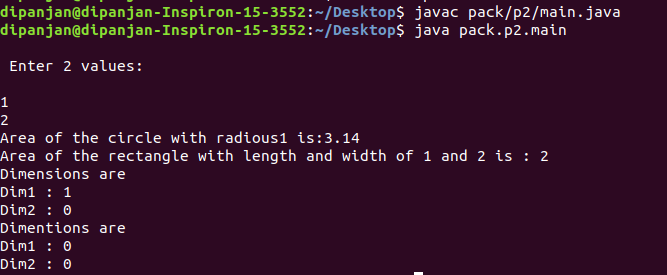 dipanjan@dipanjan-Inspiron-15-3552:~/Desktop$ javac pack/p2/main.java
dipanjan@dipanjan-Inspiron-15-3552:~/Desktop$ java pack.p2.main
Enter 2 values:
1
2
Area of the circle with radious1 is:3.14
Area of the rectangle with length and width of 1 and 2 is : 2
Dimensions are
Dim1 : 1
Dim2 : 0
Dimentions are
Dim1 : 0
Dim2 : 0